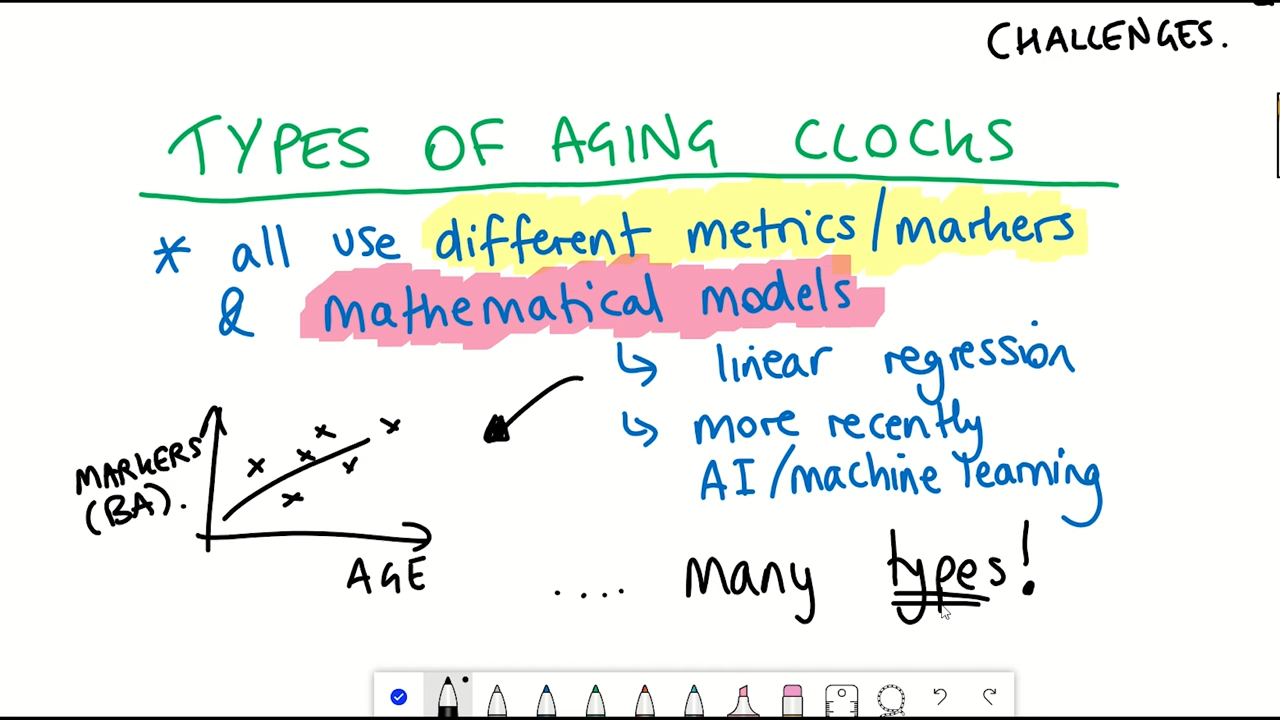 CHALLENGES.
TYPES OF AGING CLOCKS
* all use different metrics/markers
& mathematical models
↳ linear regression
↳ more recently
AI/machine learning
MARKERS
(BA).
AGE
.... Many types!